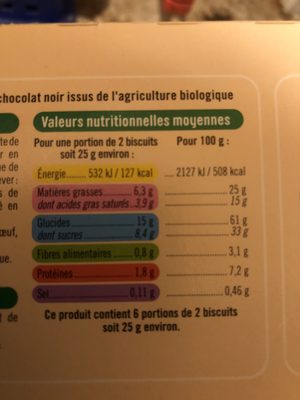 chocolat noir issus de l'agriculture biologique
Valeurs nutritionnelles moyennes
Pour une portion de 2 biscuits
soit 25 g environ :
Pour 100 g :
Énergie..... 532 kJ / 127 kcal ... 2127 kJ / 508 kcal
Matières grasses..... 6,3 g ..... 25 g
dont acides gras saturés..3,9 g ..... 15 g
Glucides..... 15 g ..... 61 g
dont sucres..... 8,4 g ..... 33 g
Fibres alimentaires..... 0,8 g ..... 3,1 g
Protéines..... 1,8 g ..... 7,2 g
Sel..... 0,11 g ..... 0,46 g
Ce produit contient 6 portions de 2 biscuits
soit 25 g environ.